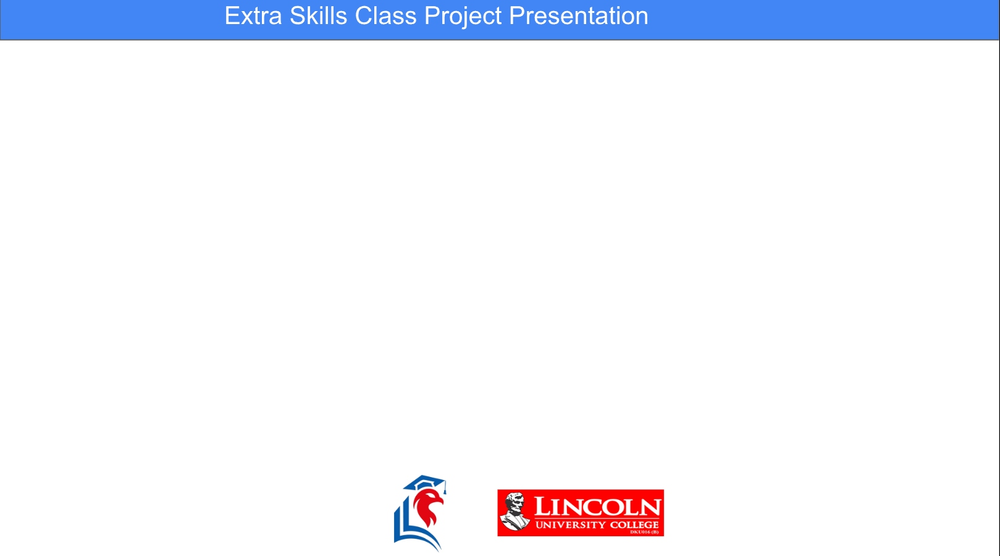 Extra Skills Class Project Presentation
LINCOLN
UNIVERSITY COLLEGE
DKU016 (B)